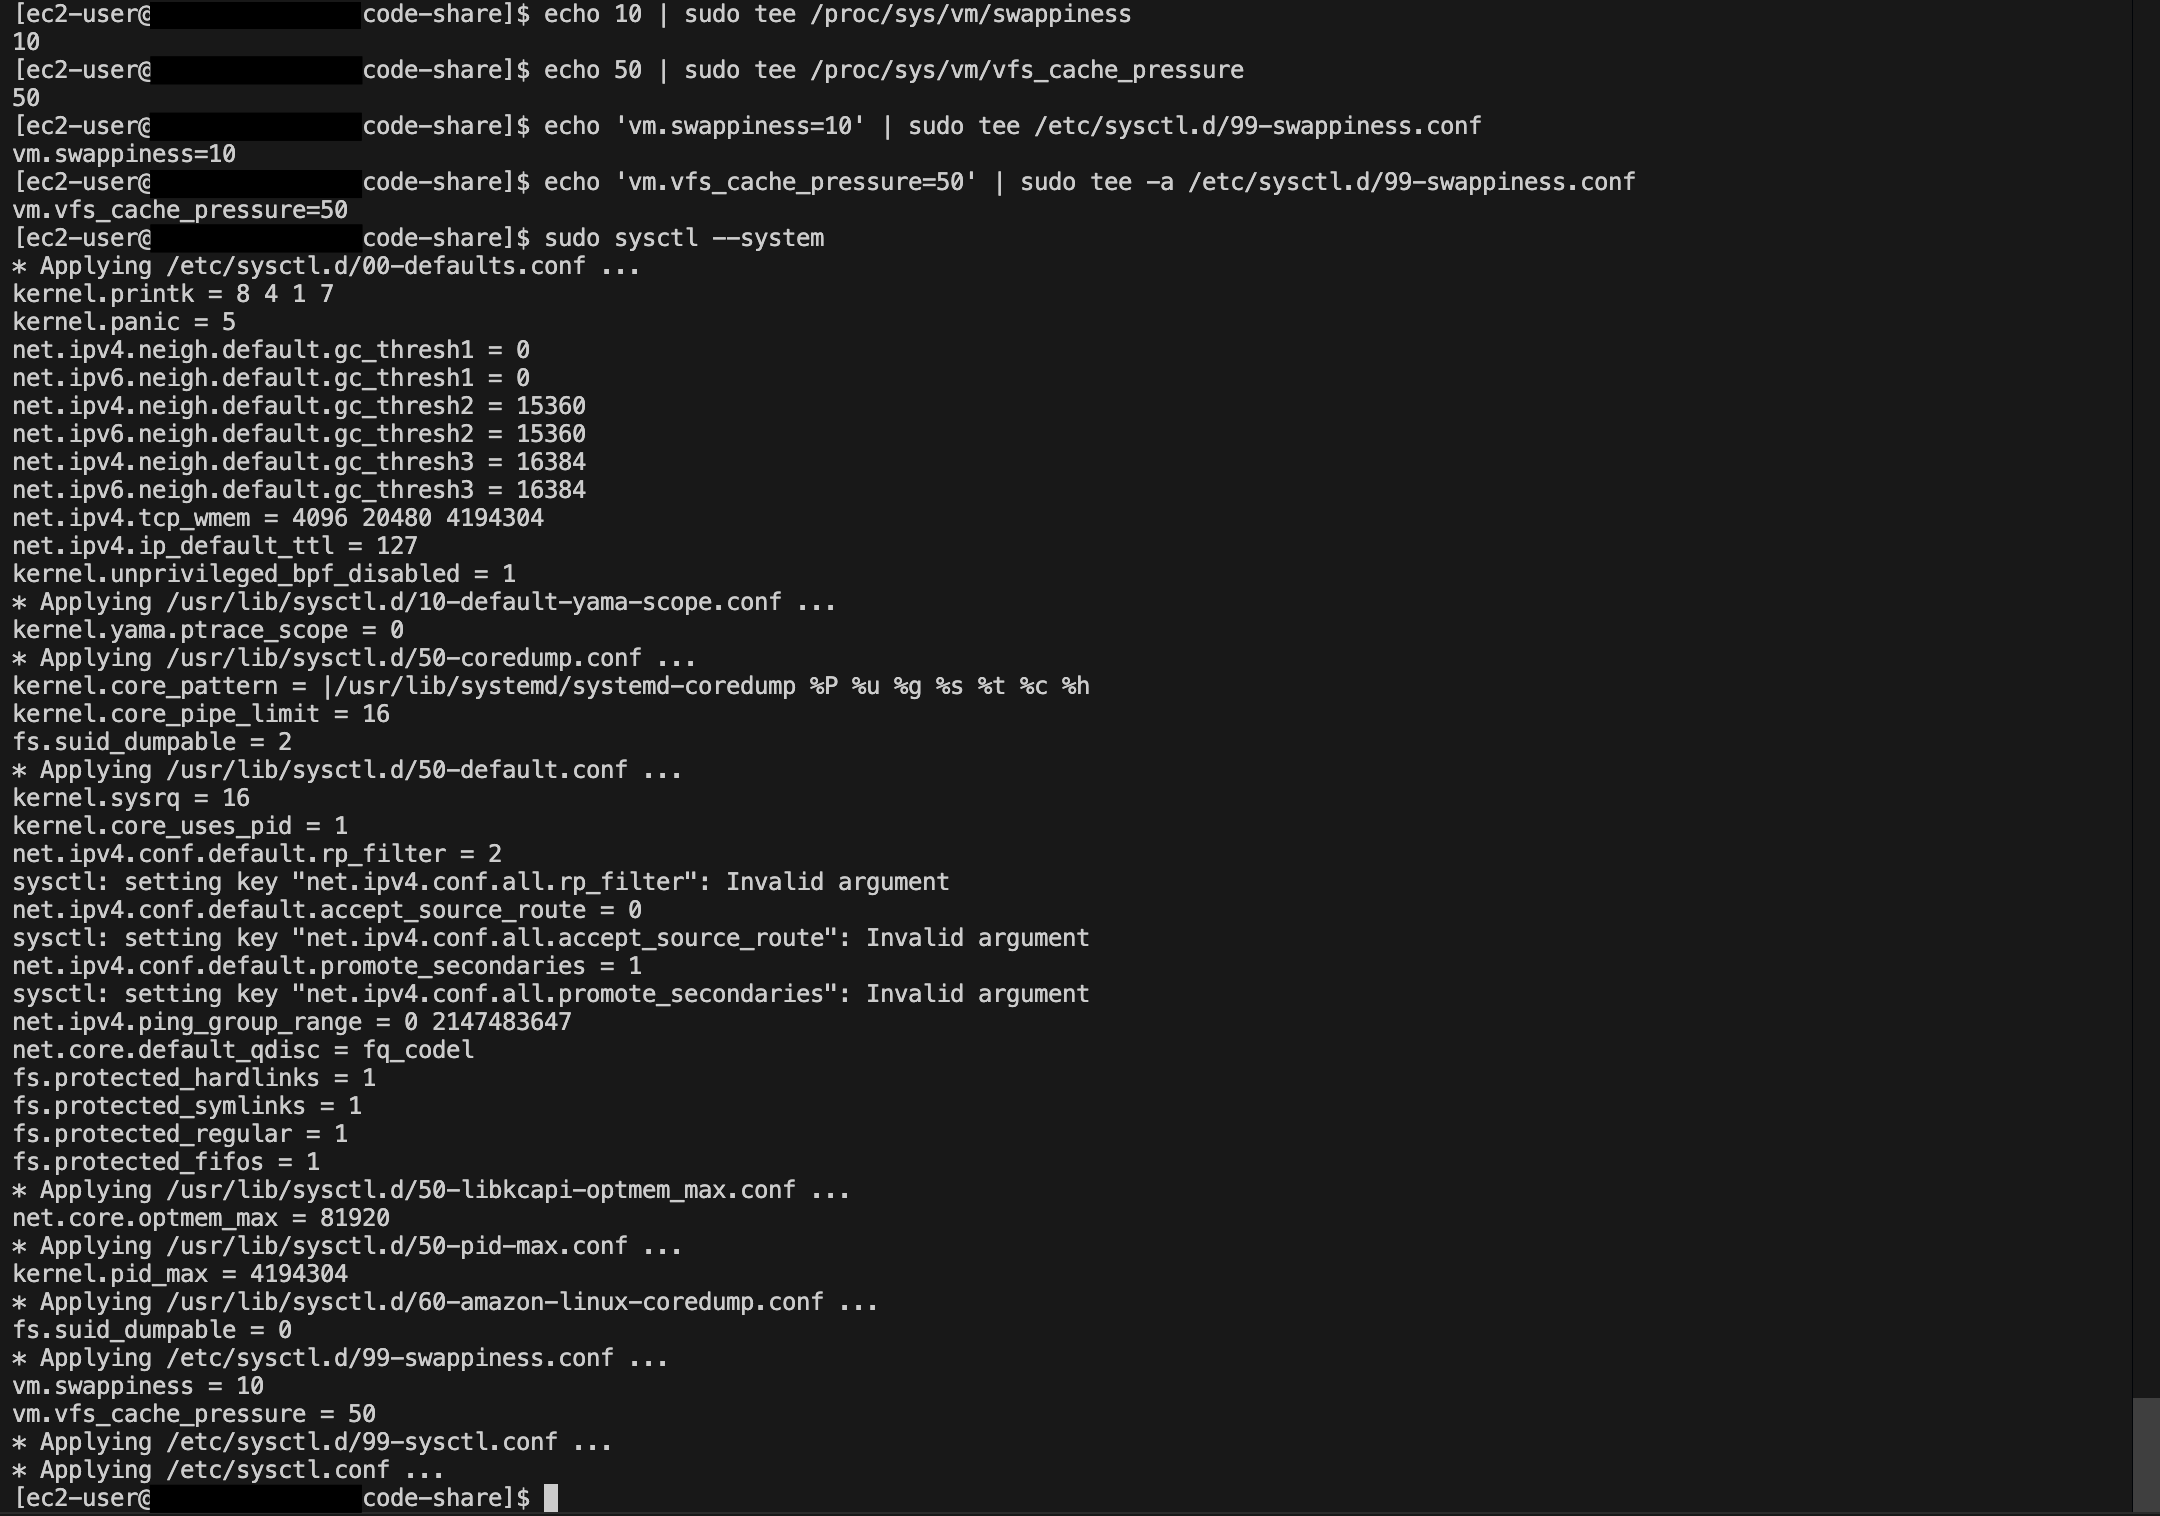 [ec2-user@ code-share]$ echo 10 | sudo tee /proc/sys/vm/swappiness
10
[ec2-user@ code-share]$ echo 50 | sudo tee /proc/sys/vm/vfs_cache_pressure
50
[ec2-user@ code-share]$ echo 'vm.swappiness=10' | sudo tee /etc/sysctl.d/99-swappiness.conf
vm.swappiness=10
[ec2-user@ code-share]$ echo 'vm.vfs_cache_pressure=50' | sudo tee -a /etc/sysctl.d/99-swappiness.conf
vm.vfs_cache_pressure=50
[ec2-user@ code-share]$ sudo sysctl --system
* Applying /etc/sysctl.d/00-defaults.conf ...
kernel.printk = 8 4 1 7
kernel.panic = 5
net.ipv4.neigh.default.gc_thresh1 = 0
net.ipv6.neigh.default.gc_thresh1 = 0
net.ipv4.neigh.default.gc_thresh2 = 15360
net.ipv6.neigh.default.gc_thresh2 = 15360
net.ipv4.neigh.default.gc_thresh3 = 16384
net.ipv6.neigh.default.gc_thresh3 = 16384
net.ipv4.tcp_wmem = 4096 20480 4194304
net.ipv4.ip_default_ttl = 127
kernel.unprivileged_bpf_disabled = 1
* Applying /usr/lib/sysctl.d/10-default-yama-scope.conf ...
kernel.yama.ptrace_scope = 0
* Applying /usr/lib/sysctl.d/50-coredump.conf ...
kernel.core_pattern = |/usr/lib/systemd/systemd-coredump %P %u %g %s %t %c %h
kernel.core_pipe_limit = 16
fs.suid_dumpable = 2
* Applying /usr/lib/sysctl.d/50-default.conf ...
kernel.sysrq = 16
kernel.core_uses_pid = 1
net.ipv4.conf.default.rp_filter = 2
sysctl: setting key "net.ipv4.conf.all.rp_filter": Invalid argument
net.ipv4.conf.default.accept_source_route = 0
sysctl: setting key "net.ipv4.conf.all.accept_source_route": Invalid argument
net.ipv4.conf.default.promote_secondaries = 1
sysctl: setting key "net.ipv4.conf.all.promote_secondaries": Invalid argument
net.ipv4.ping_group_range = 0 2147483647
net.core.default_qdisc = fq_codel
fs.protected_hardlinks = 1
fs.protected_symlinks = 1
fs.protected_regular = 1
fs.protected_fifos = 1
* Applying /usr/lib/sysctl.d/50-libkcapi-optmem_max.conf ...
net.core.optmem_max = 81920
* Applying /usr/lib/sysctl.d/50-pid-max.conf ...
kernel.pid_max = 4194304
* Applying /usr/lib/sysctl.d/60-amazon-linux-coredump.conf ...
fs.suid_dumpable = 0
* Applying /etc/sysctl.d/99-swappiness.conf ...
vm.swappiness = 10
vm.vfs_cache_pressure = 50
* Applying /etc/sysctl.d/99-sysctl.conf ...
* Applying /etc/sysctl.conf ...
[ec2-user@ code-share]$